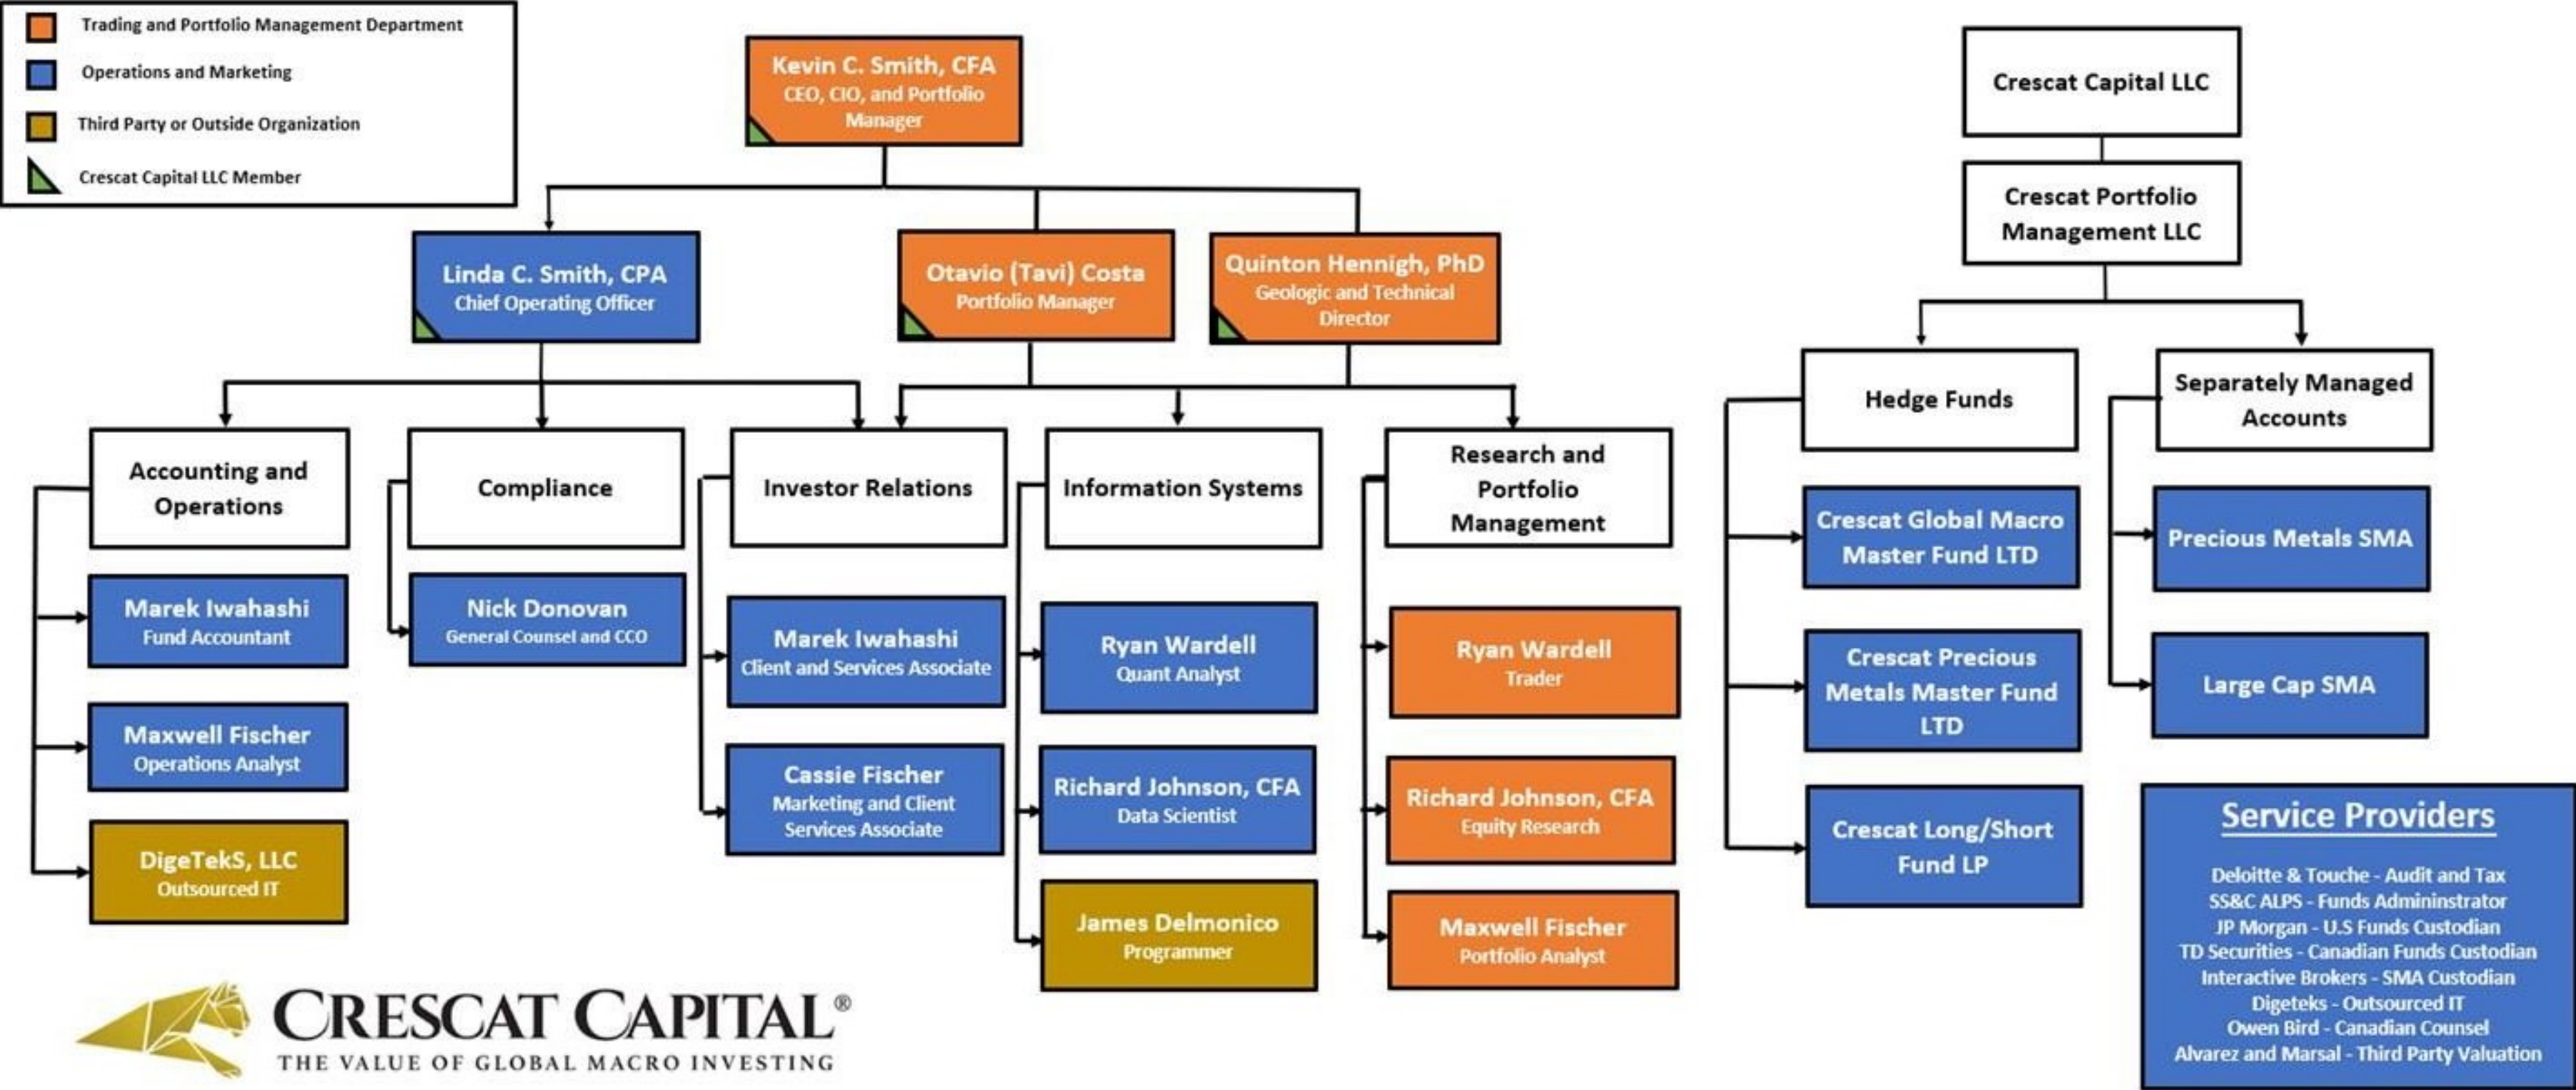 Trading and Portfolio Management Department
Operations and Marketing
Third Party or Outside Organization
Crescat Capital LLC Member
Kevin C. Smith, CFA
CEO, CIO, and Portfolio
Manager
Linda C. Smith, CPA
Chief Operating Officer
Otavio (Tavi) Costa
Portfolio Manager
Quinton Hennigh, PhD
Geologic and Technical
Director
Accounting and
Operations
Marek Iwahashi
Fund Accountant
Maxwell Fischer
Operations Analyst
DigeTekS, LLC
Outsourced IT
Compliance
Nick Donovan
General Counsel and CCO
Investor Relations
Marek Iwahashi
Client and Services Associate
Cassie Fischer
Marketing and Client
Services Associate
Information Systems
Ryan Wardell
Quant Analyst
Richard Johnson, CFA
Data Scientist
James Delmonico
Programmer
Research and
Portfolio
Management
Ryan Wardell
Trader
Richard Johnson, CFA
Equity Research
Maxwell Fischer
Portfolio Analyst
Crescat Capital LLC
Crescat Portfolio
Management LLC
Hedge Funds
Crescat Global Macro
Master Fund LTD
Crescat Precious
Metals Master Fund
LTD
Crescat Long/Short
Fund LP
Separately Managed
Accounts
Precious Metals SMA
Large Cap SMA
Service Providers
Deloitte & Touche - Audit and Tax
SS&C ALPS - Funds Admininstrator
JP Morgan - U.S Funds Custodian
TD Securities - Canadian Funds Custodian
Interactive Brokers - SMA Custodian
Digeteks - Outsourced IT
Owen Bird - Canadian Counsel
Alvarez and Marsal - Third Party Valuation
CRESCAT CAPITAL®
THE VALUE OF GLOBAL MACRO INVESTING